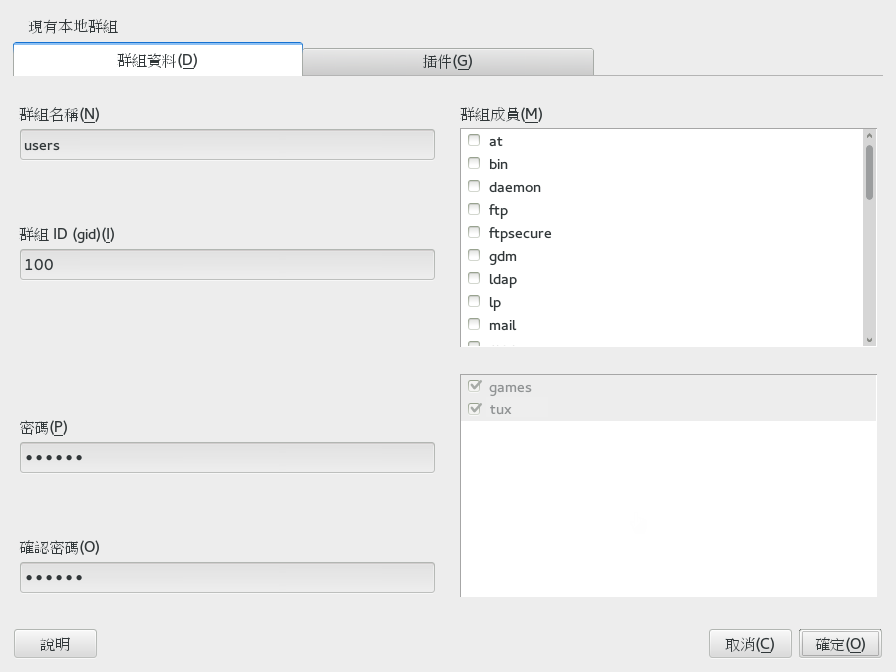 現有本地群組
群組資料(D)
插件(G)
群組名稱(N)
users
群組 ID (gid)(I)
100
密碼(P)
••••••
確認密碼(O)
••••••
群組成員(M)
at
bin
daemon
ftp
ftpsecure
gdm
ldap
lp
mail
games
tux
說明
取消(C)
確定(O)